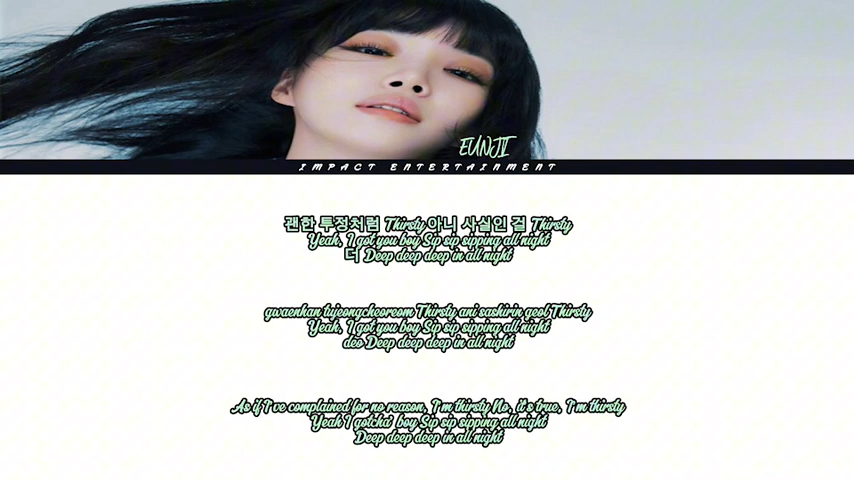 EUNJI
IMPACT ENTERTAINMENT
괜한 투정처럼 Thirsty 아니 사실인 걸 Thirsty
Yeah, I got you boy Sip sip sipping all night
더 Deep deep deep in all night
gwaenhan tujeongcheoreom Thirsty ani sashirin geol Thirsty
Yeah, I got you boy Sip sip sipping all night
deo Deep deep deep in all night
As if I've complained for no reason, I'm thirsty No, it's true, I'm thirsty
Yeah I gotcha' boy Sip sip sipping all night
Deep deep deep in all night